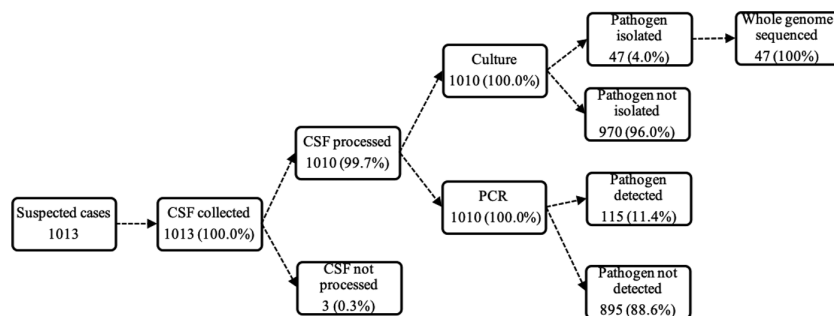 Suspected cases
1013
CSF collected
1013 (100.0%)
CSF processed
1010 (99.7%)
CSF not
processed
3 (0.3%)
Culture
1010 (100.0%)
PCR
1010 (100.0%)
Pathogen
isolated
47 (4.0%)
Whole genome
sequenced
47 (100%)
Pathogen not
isolated
970 (96.0%)
Pathogen
detected
115 (11.4%)
Pathogen not
detected
895 (88.6%)